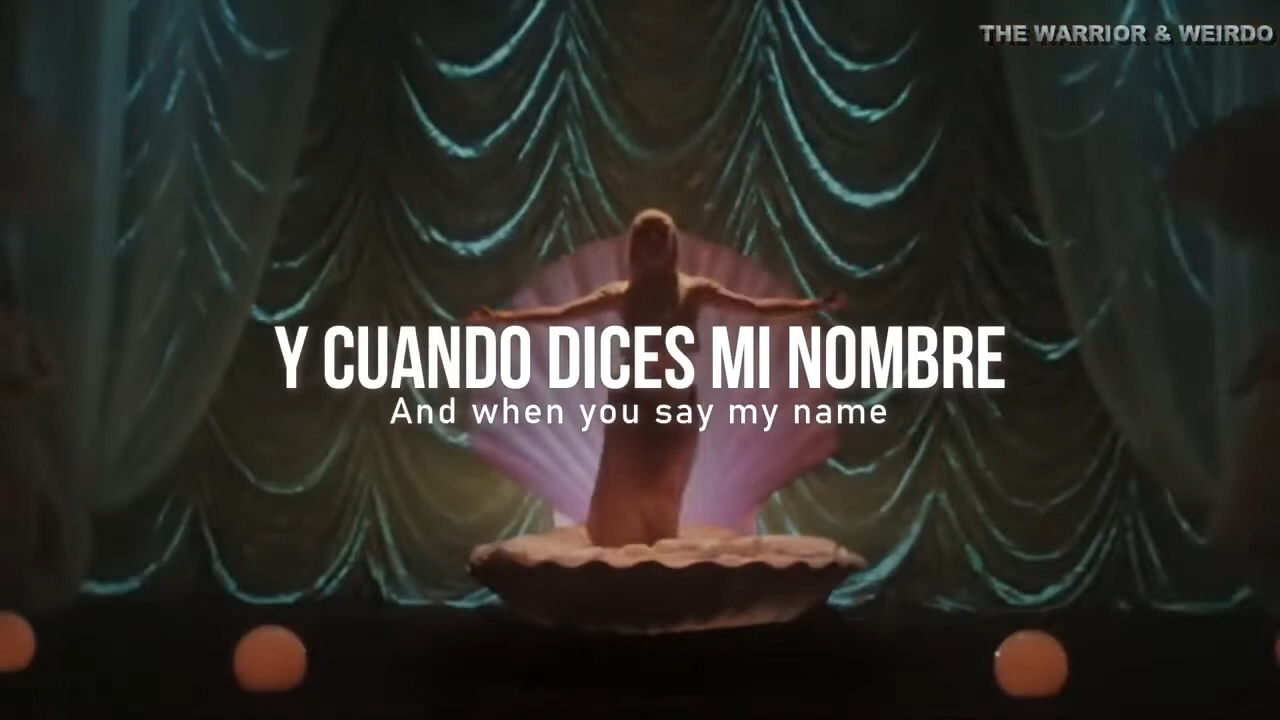 THE WARRIOR & WEIRDO
Y CUANDO DICES MI NOMBRE
And when you say my name